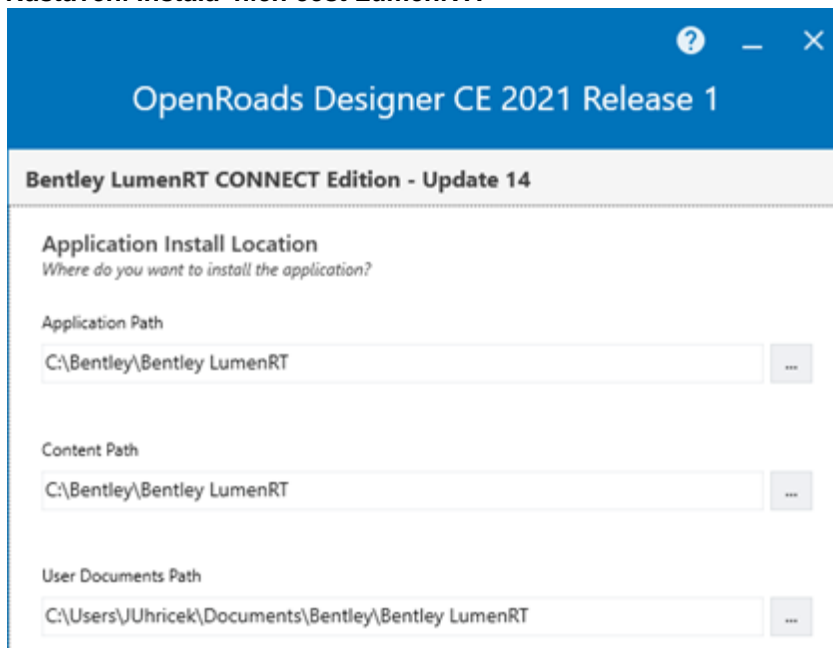 OpenRoads Designer CE 2021 Release 1
Bentley LumenRT CONNECT Edition - Update 14
Application Install Location
Where do you want to install the application?
Application Path
C:\Bentley\Bentley LumenRT
...
Content Path
C:\Bentley\Bentley LumenRT
...
User Documents Path
C:\Users\JUhricek\Documents\Bentley\Bentley LumenRT
...